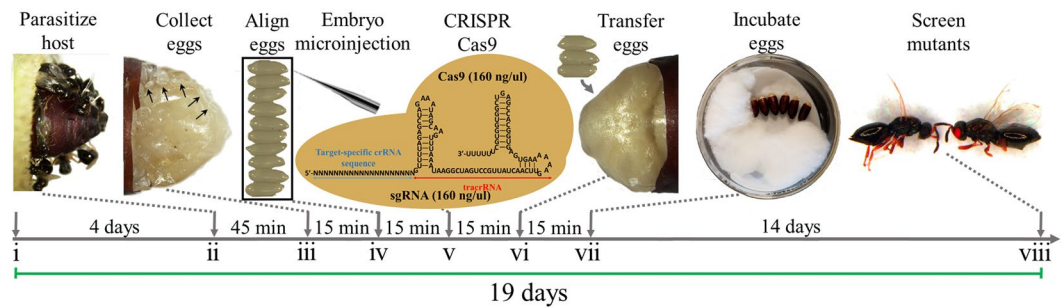 Parasitize
host
Collect
eggs
Align
eggs
Embryo
microinjection
CRISPR
Cas9
Transfer
eggs
Incubate
eggs
Screen
mutants
Cas9 (160 ng/ul)
Target-specific crRNA
sequence
3'-UUUUU
5'-NNNNNNNNNNNNNNNNNNNN
UAAGGCUAGUCCGUUAUCAACUU
tracrRNA
sgRNA (160 ng/ul)
4 days
45 min
15 min
15 min
15 min
15 min
14 days
i
ii
iii
iv
v
vi
vii
viii
19 days